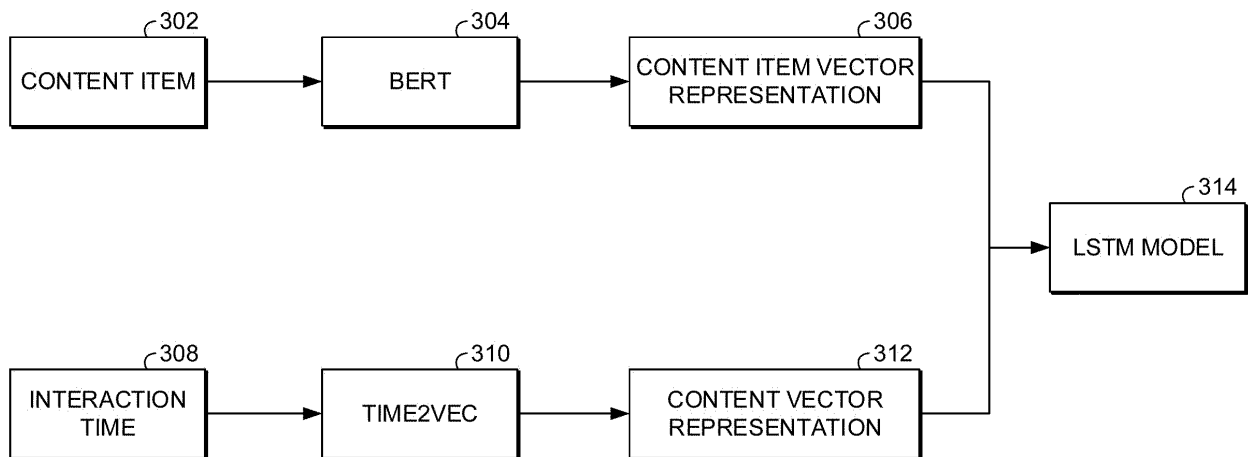 302
304
306
CONTENT ITEM
BERT
CONTENT ITEM VECTOR
REPRESENTATION
314
LSTM MODEL
308
310
312
INTERACTION
TIME
TIME2VEC
CONTENT VECTOR
REPRESENTATION